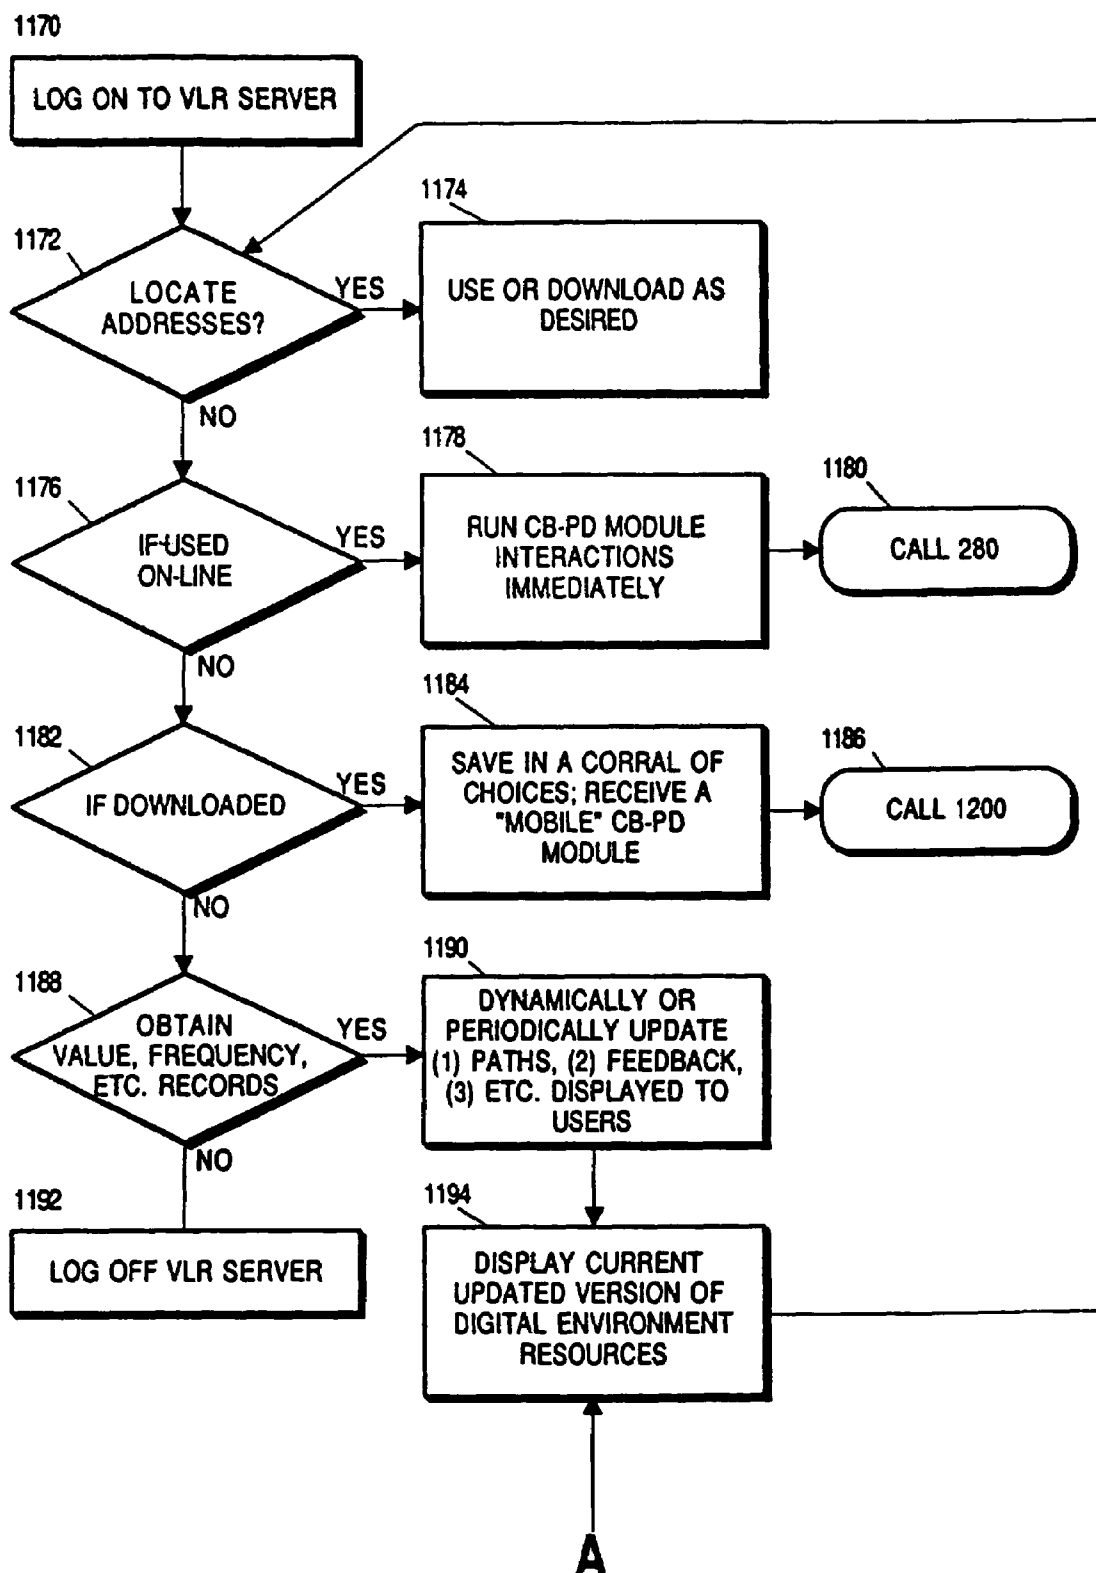 1170
LOG ON TO VLR SERVER
1172
LOCATE
ADDRESSES?
YES
NO
1174
USE OR DOWNLOAD AS
DESIRED
1176
IF-USED
ON-LINE
YES
NO
1178
RUN CB-PD MODULE
INTERACTIONS
IMMEDIATELY
1180
CALL 280
1182
IF DOWNLOADED
YES
NO
1184
SAVE IN A CORRAL OF
CHOICES; RECEIVE A
"MOBILE" CB-PD
MODULE
1186
CALL 1200
1188
OBTAIN
VALUE, FREQUENCY,
ETC. RECORDS
YES
NO
1190
DYNAMICALLY OR
PERIODICALLY UPDATE
(1) PATHS, (2) FEEDBACK,
(3) ETC. DISPLAYED TO
USERS
1192
LOG OFF VLR SERVER
1194
DISPLAY CURRENT
UPDATED VERSION OF
DIGITAL ENVIRONMENT
RESOURCES
A